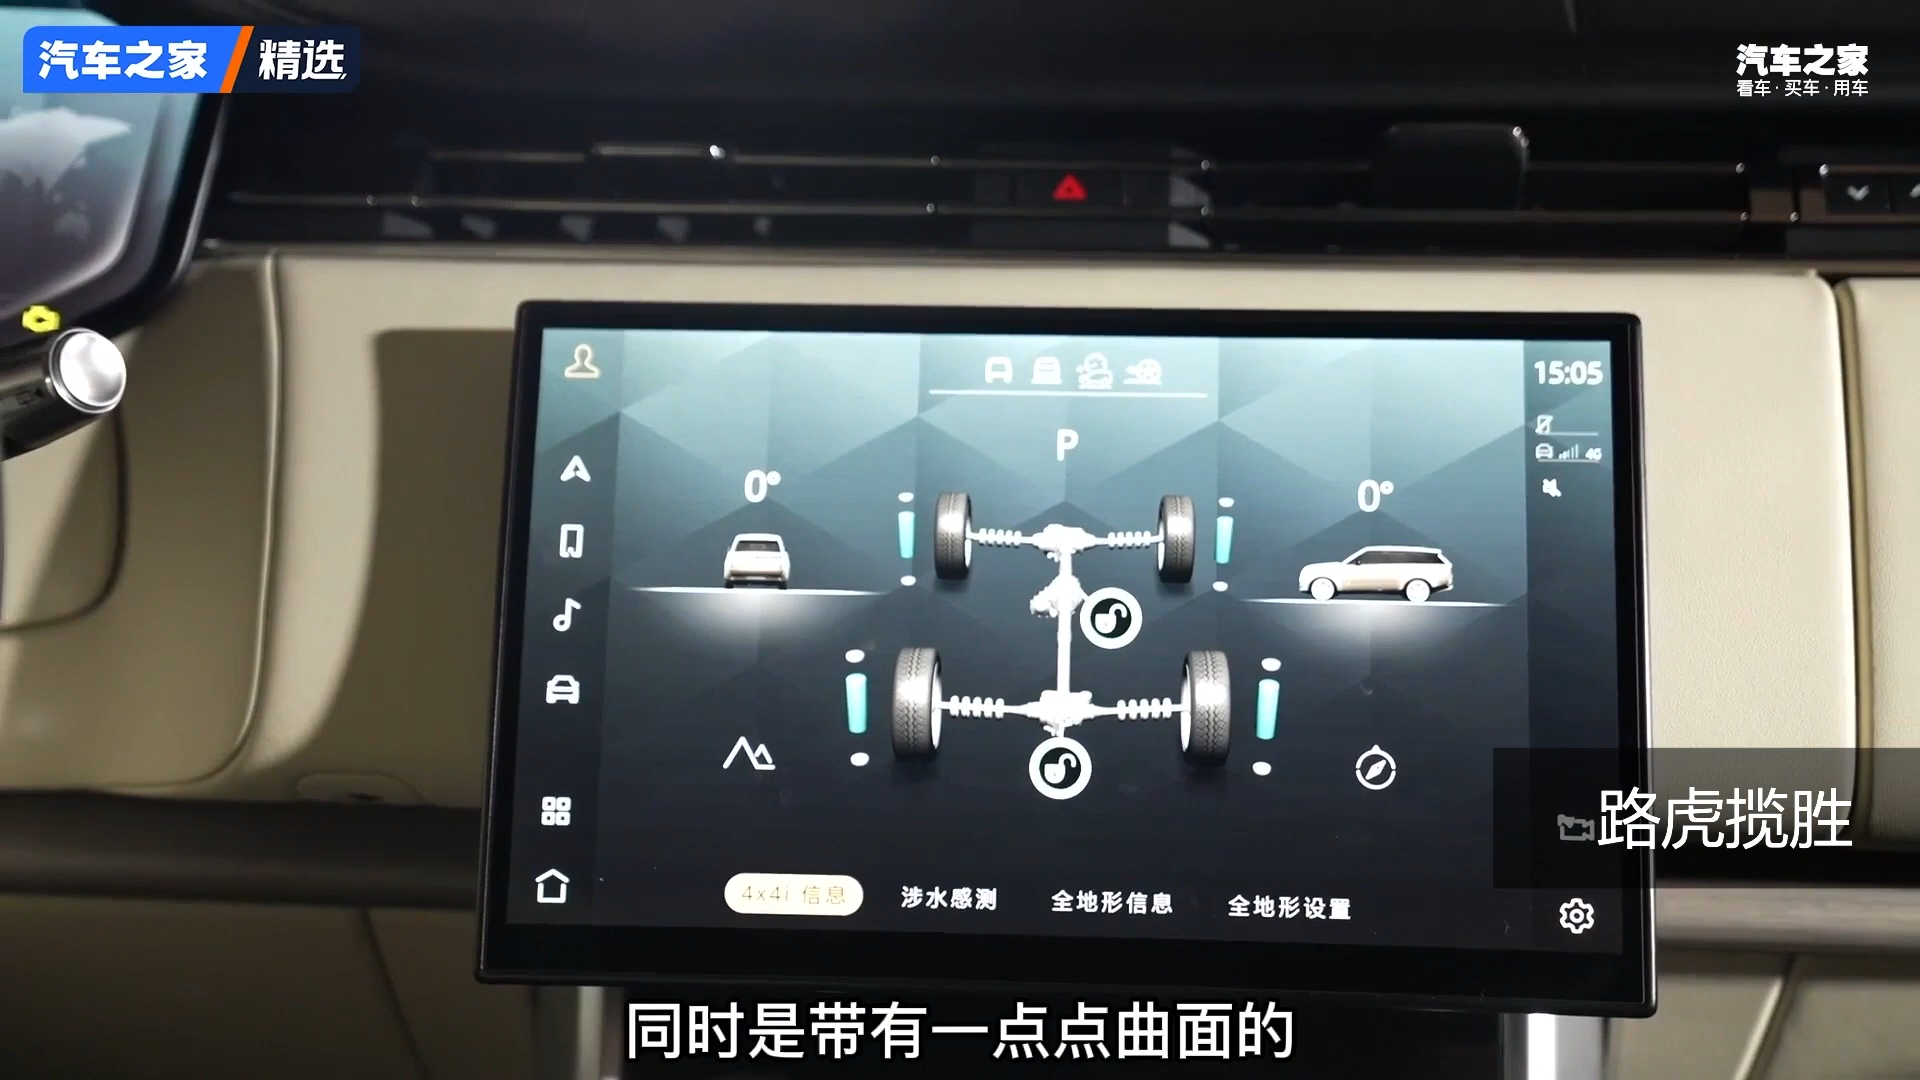 汽车之家 精选
汽车之家
看车·买车·用车
15:05
4G
P
0°
0°
路虎揽胜
4x4i 信息 涉水感测 全地形信息 全地形设置
同时是带有一点点曲面的